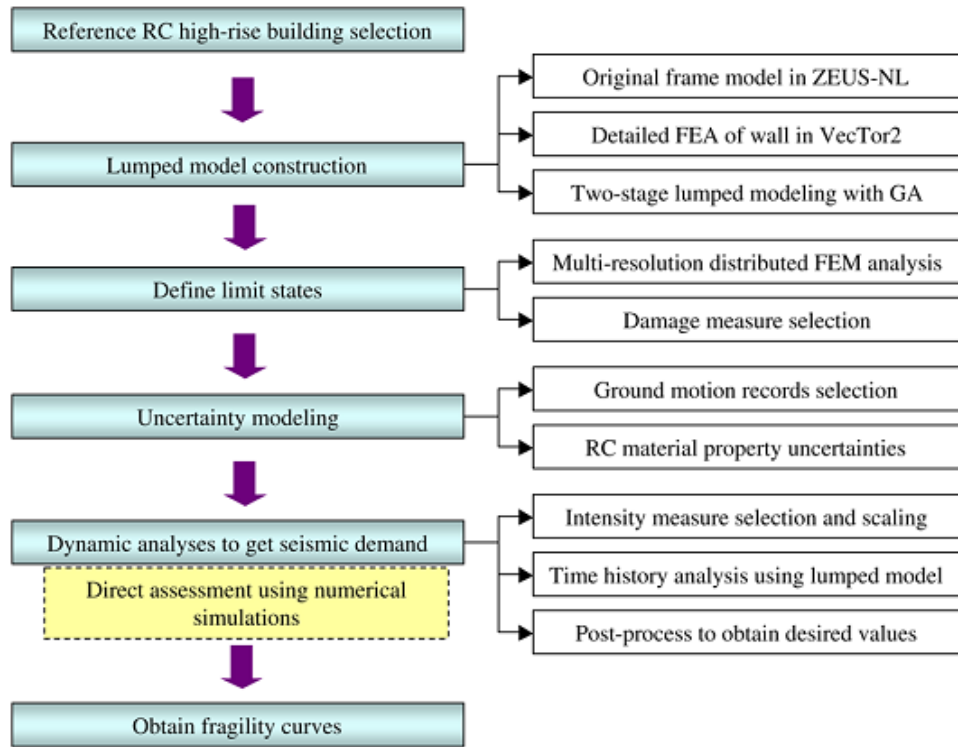 Reference RC high-rise building selection
Original frame model in ZEUS-NL
Detailed FEA of wall in VecTor2
Lumped model construction
Two-stage lumped modeling with GA
Multi-resolution distributed FEM analysis
Define limit states
Damage measure selection
Ground motion records selection
Uncertainty modeling
RC material property uncertainties
Intensity measure selection and scaling
Dynamic analyses to get seismic demand
Time history analysis using lumped model
Direct assessment using numerical
simulations
Post-process to obtain desired values
Obtain fragility curves